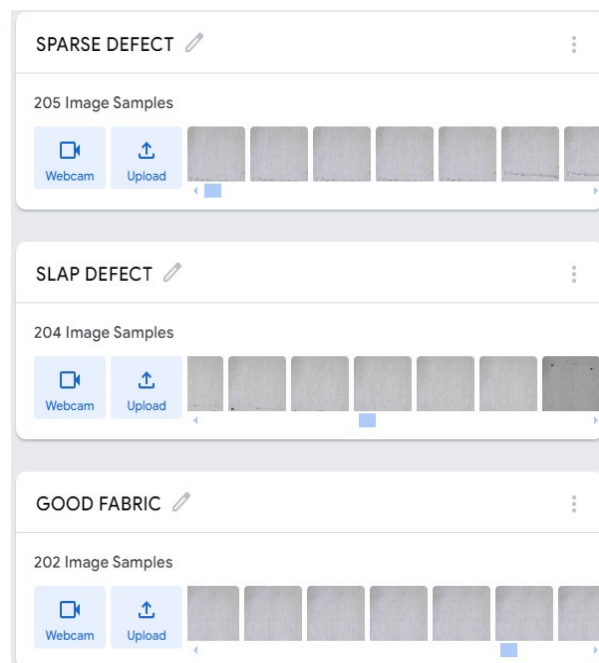 SPARSE DEFECT
205 Image Samples
Webcam
Upload
SLAP DEFECT
204 Image Samples
Webcam
Upload
GOOD FABRIC
202 Image Samples
Webcam
Upload